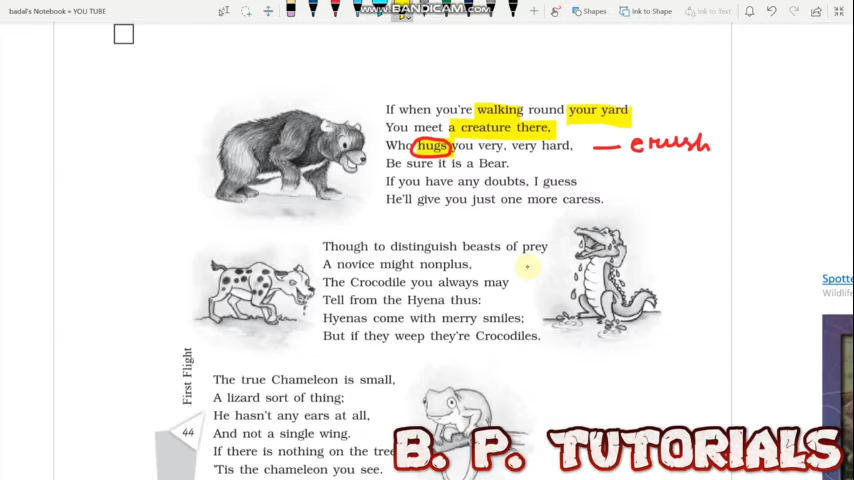 badal's Notebook » YOU TUBE
www.BANDICAM.com
Shapes
Ink to Shape
Ink to Text
If when you're walking round your yard
You meet a creature there,
Who hugs you very, very hard,
— crush
Be sure it is a Bear.
If you have any doubts, I guess
He'll give you just one more caress.
Though to distinguish beasts of prey
A novice might nonplus,
The Crocodile you always may
Tell from the Hyena thus:
Hyenas come with merry smiles;
But if they weep they're Crocodiles.
Spotte
Wildlife
The true Chameleon is small,
A lizard sort of thing;
He hasn't any ears at all,
And not a single wing.
If there is nothing on the tree
'Tis the chameleon you see.
First Flight
44
B. P. TUTORIALS